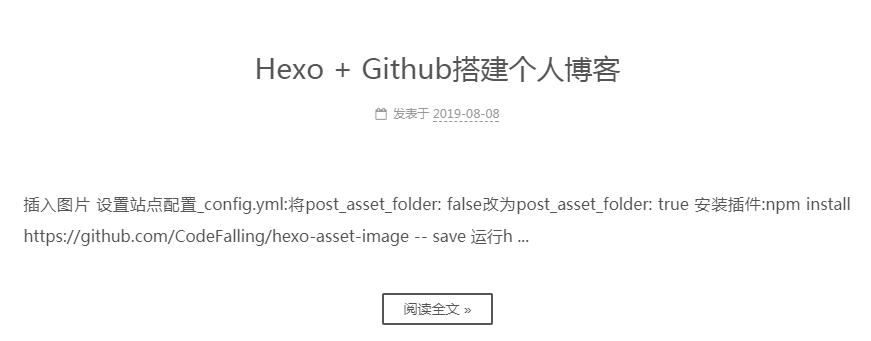 Hexo + Github搭建个人博客
发表于 2019-08-08
插入图片 设置站点配置_config.yml:将post_asset_folder: false改为post_asset_folder: true 安装插件:npm install
https://github.com/CodeFalling/hexo-asset-image -- save 运行h ...
阅读全文 »